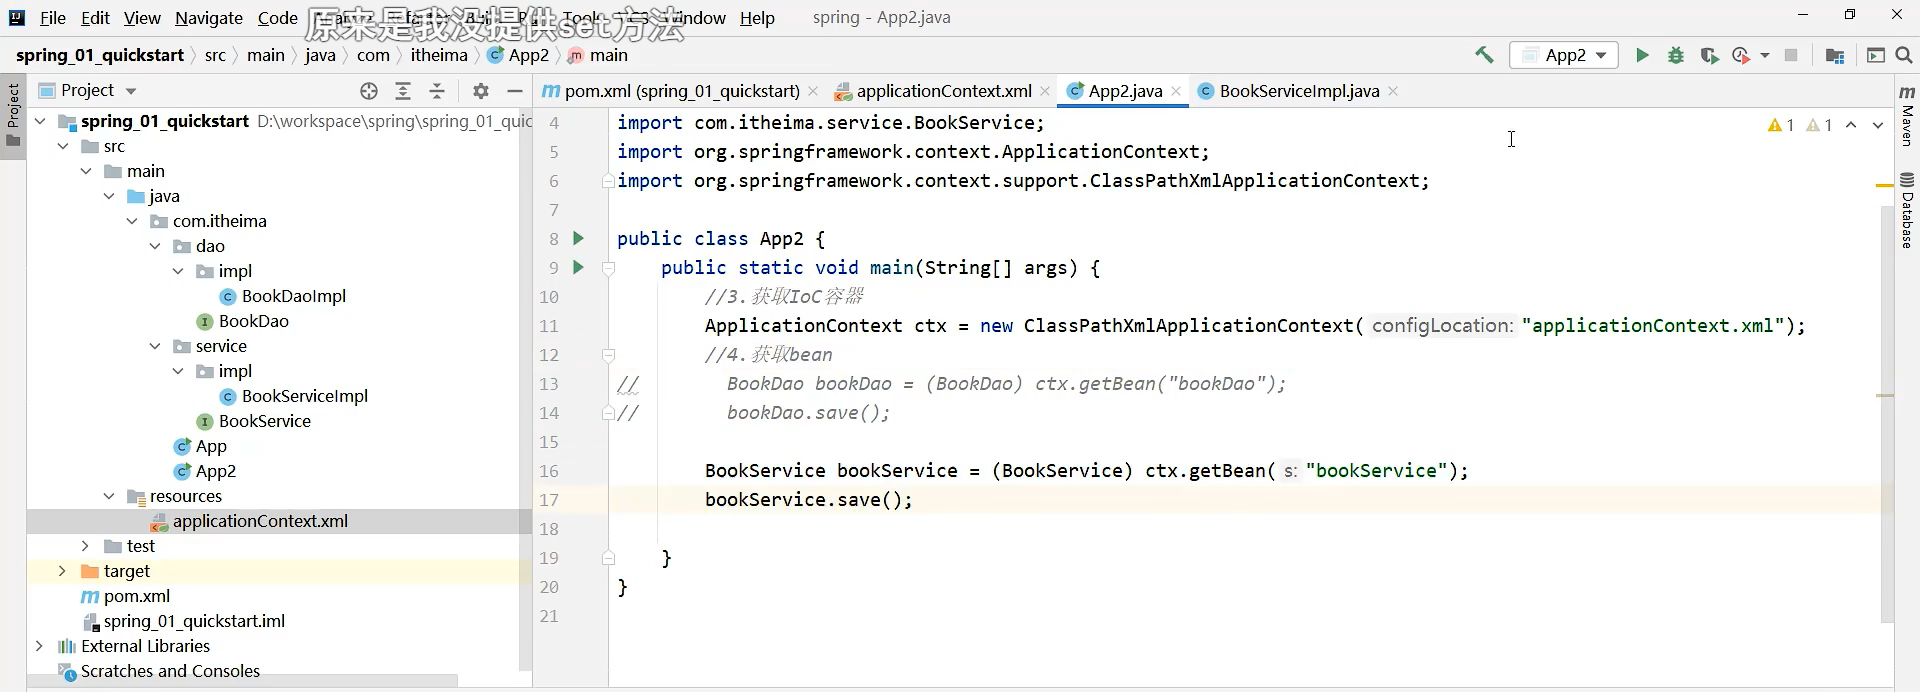 File Edit View Navigate Code Window Help spring - App2.java
原来是我没提供set方法
spring_01_quickstart src main java com itheima App2 main App2
Project
pom.xml (spring_01_quickstart) applicationContext.xml App2.java BookServiceImpl.java
Project
spring_01_quickstart D:\workspace\spring\spring_01_quic
src
main
java
com.itheima
dao
impl
BookDaoImpl
BookDao
service
impl
BookServiceImpl
BookService
App
App2
resources
applicationContext.xml
test
target
pom.xml
spring_01_quickstart.iml
External Libraries
Scratches and Consoles
4 import com.itheima.service.BookService;
5 import org.springframework.context.ApplicationContext;
6 import org.springframework.context.support.ClassPathXmlApplicationContext;
7
8 public class App2 {
9 public static void main(String[] args) {
10 //3.获取IoC容器
11 ApplicationContext ctx = new ClassPathXmlApplicationContext( configLocation: "applicationContext.xml");
12 //4.获取bean
13 // BookDao bookDao = (BookDao) ctx.getBean("bookDao");
14 // bookDao.save();
15
16 BookService bookService = (BookService) ctx.getBean( s: "bookService");
17 bookService.save();
18
19 }
20 }
21
1 1
Maven
Database